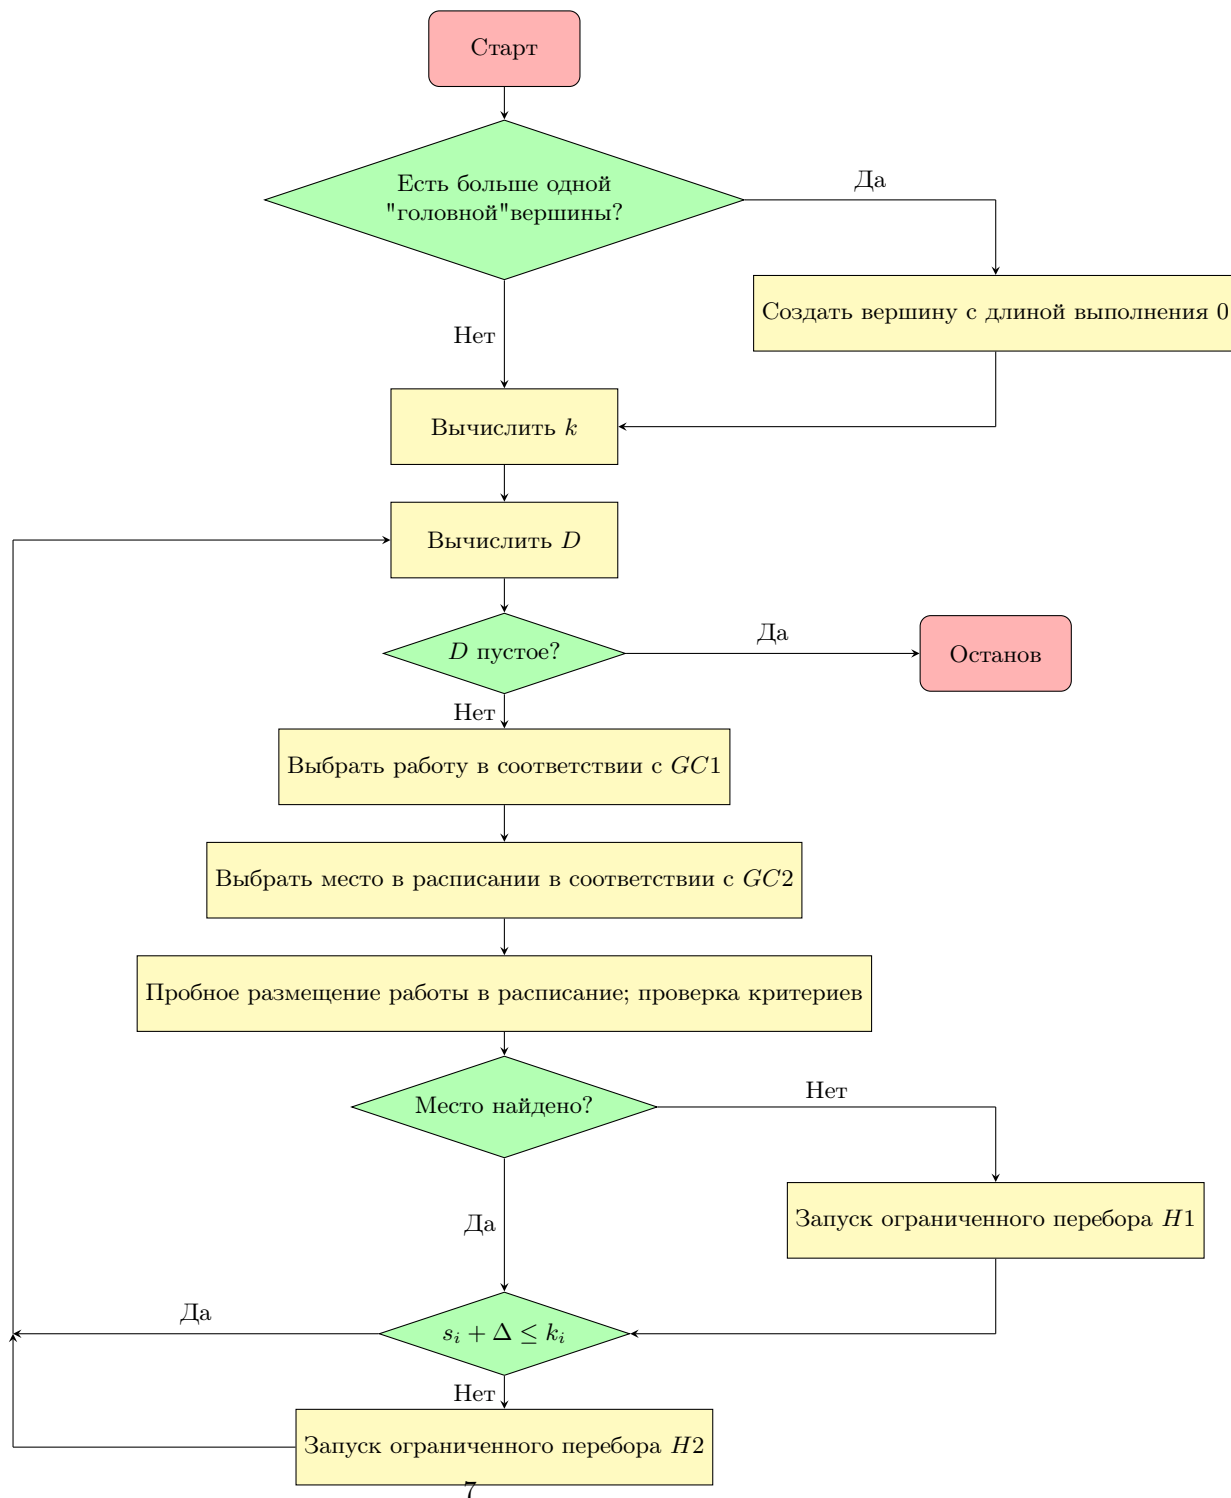 Старт
Есть больше одной
"головной"вершины?
Да
Создать вершину с длиной выполнения 0
Нет
Вычислить k
Вычислить D
D пустое?
Да
Останов
Нет
Выбрать работу в соответствии с GC1
Выбрать место в расписании в соответствии с GC2
Пробное размещение работы в расписание; проверка критериев
Место найдено?
Нет
Запуск ограниченного перебора H1
Да
Да
s_i + Δ ≤ k_i
Нет
Запуск ограниченного перебора H2
7